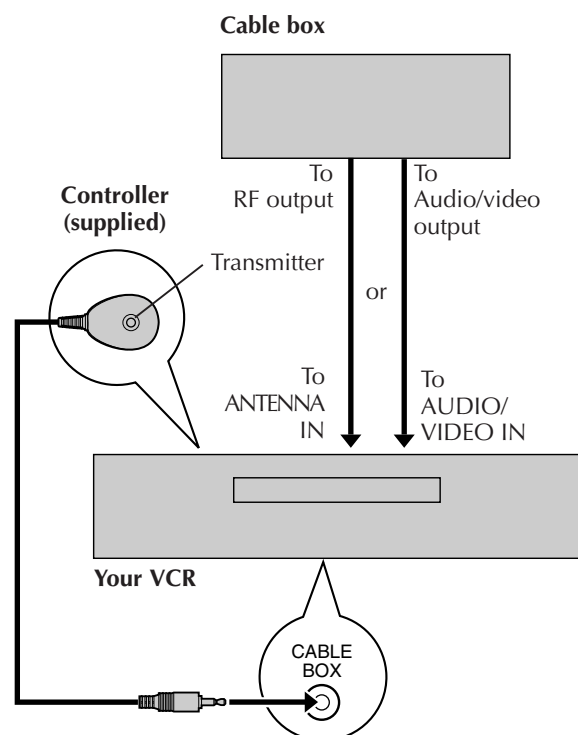 Cable box
To
RF output
To
Audio/video
output
Controller
(supplied)
Transmitter
or
To
ANTENNA
IN
To
AUDIO/
VIDEO IN
Your VCR
CABLE
BOX